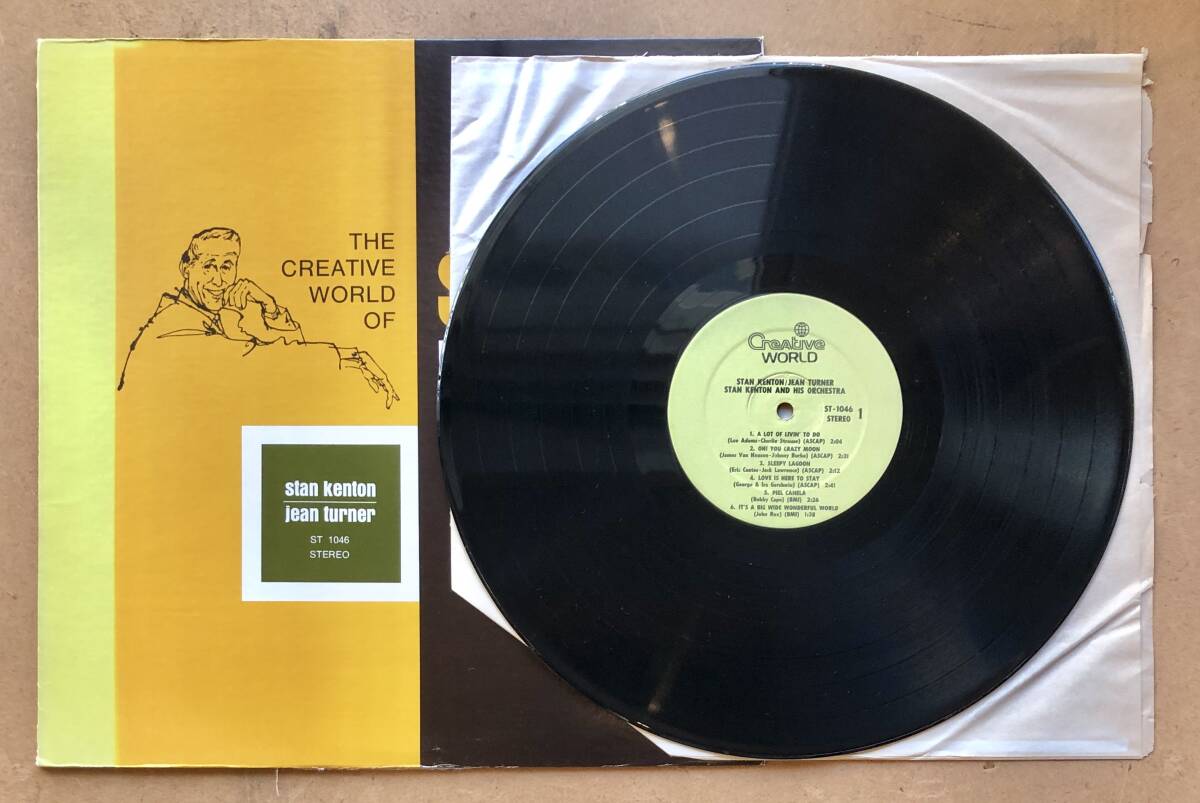 THE
CREATIVE
WORLD
OF
stan kenton
jean turner
ST 1046
STEREO
Creative
WORLD
STAN KENTON/JEAN TURNER
STAN KENTON AND HIS ORCHESTRA
ST-1046 1
STEREO
1. A LOT OF LIVIN' TO DO
(Lee Adams-Charlie Strouse) (ASCAP) 2:06
2. OH! YOU CRAZY MOON
(James Van Heusen-Johnny Burke) (ASCAP) 2:31
3. SLEEPY LAGOON
(Eric Coates-Jack Lawrence) (ASCAP) 2:12
4. LOVE IS HERE TO STAY
(George & Ira Gershwin) (ASCAP) 2:41
5. PIEL CANELA
(Bobby Capo) (BMI) 2:26
6. IT'S A BIG WIDE WONDERFUL WORLD
(John Rox) (BMI) 1:38